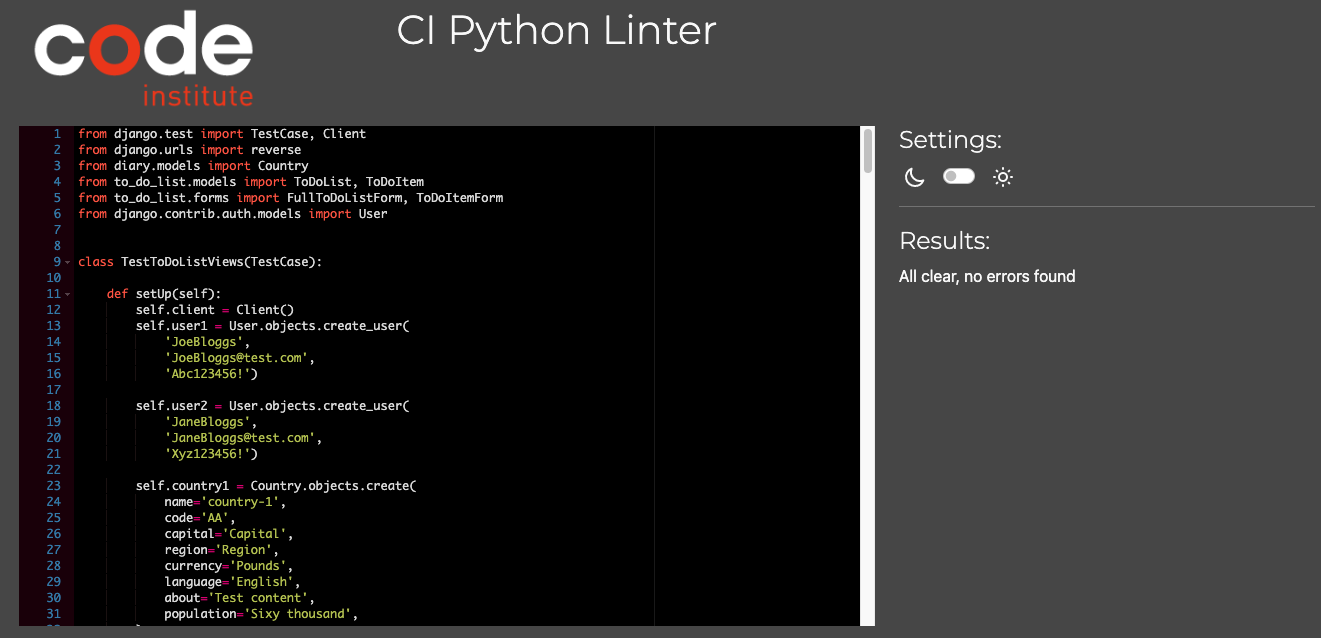 code
institute
CI Python Linter
1 from django.test import TestCase, Client
2 from django.urls import reverse
3 from diary.models import Country
4 from to_do_list.models import ToDoList, ToDoItem
5 from to_do_list.forms import FullToDoListForm, ToDoItemForm
6 from django.contrib.auth.models import User
7
8
9 class TestToDoListViews(TestCase):
10
11     def setUp(self):
12         self.client = Client()
13         self.user1 = User.objects.create_user(
14             'JoeBloggs',
15             'JoeBloggs@test.com',
16             'Abc123456!')
17
18         self.user2 = User.objects.create_user(
19             'JaneBloggs',
20             'JaneBloggs@test.com',
21             'Xyz123456!')
22
23         self.country1 = Country.objects.create(
24             name='country-1',
25             code='AA',
26             capital='Capital',
27             region='Region',
28             currency='Pounds',
29             language='English',
30             about='Test content',
31             population='Sixy thousand',
Settings:
Results:
All clear, no errors found